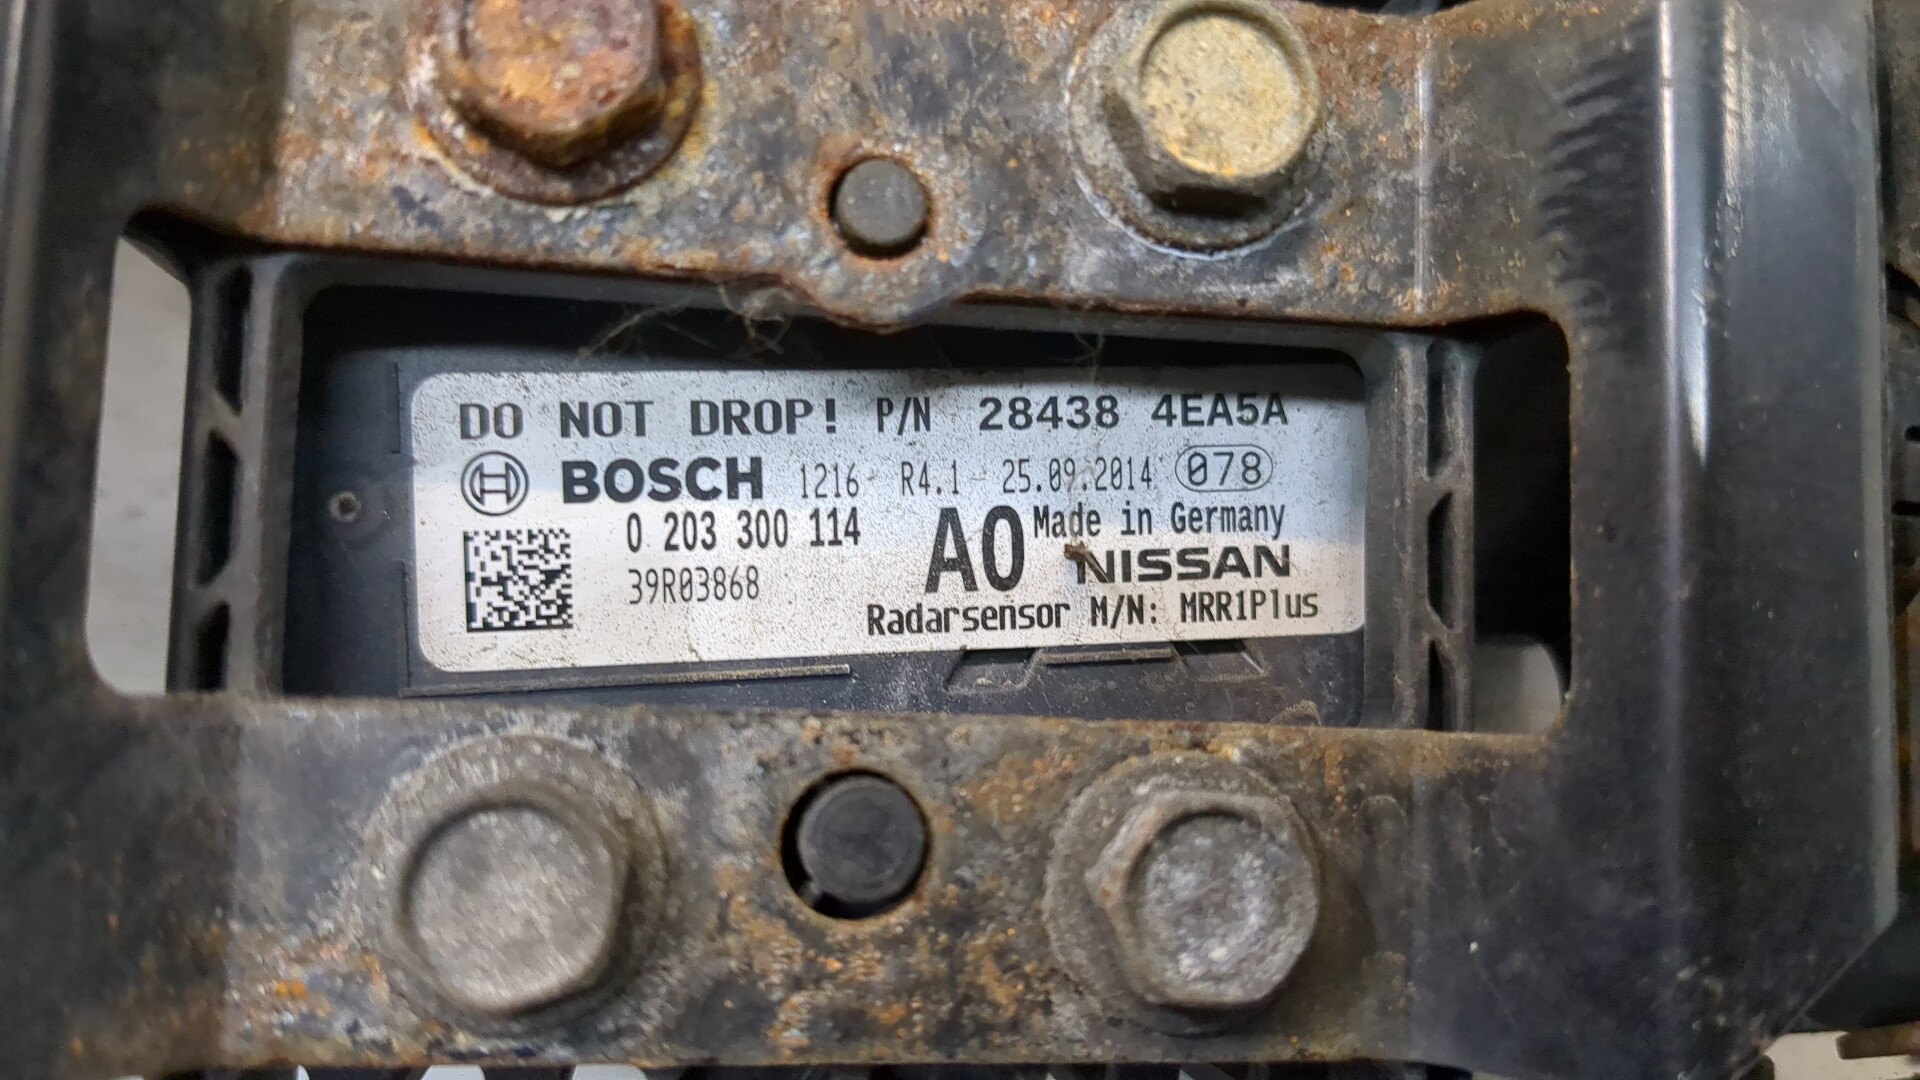 DO NOT DROP! P/N 28438 4EA5A
BOSCH 1216 R4.1 25.09.2014 078
0 203 300 114 A0 Made in Germany
39R03868 NISSAN
Radarsensor M/N: MRR1Plus